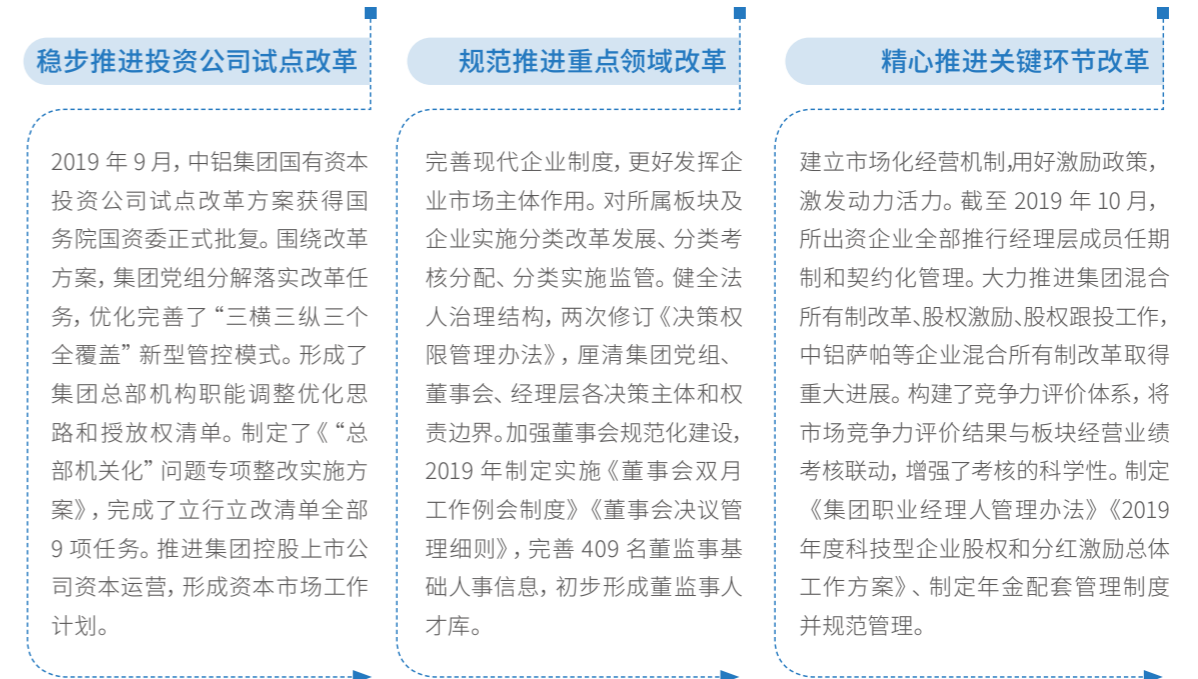 稳步推进投资公司试点改革
2019 年 9 月，中铝集团国有资本
投资公司试点改革方案获得国
务院国资委正式批复。围绕改革
方案，集团党组分解落实改革任
务，优化完善了“三横三纵三个
全覆盖”新型管控模式。形成了
集团总部机构职能调整优化思
路和授放权清单。制定了《“总
部机关化”问题专项整改实施方
案》，完成了立行立改清单全部
9 项任务。推进集团控股上市公
司资本运营，形成资本市场工作
计划。
规范推进重点领域改革
完善现代企业制度，更好发挥企
业市场主体作用。对所属板块及
企业实施分类改革发展、分类考
核分配、分类实施监管。健全法
人治理结构，两次修订《决策权
限管理办法》，厘清集团党组、
董事会、经理层各决策主体和权
责边界。加强董事会规范化建设，
2019 年制定实施《董事会双月
工作例会制度》《董事会决议管
理细则》，完善 409 名董监事基
础人事信息，初步形成董监事人
才库。
精心推进关键环节改革
建立市场化经营机制，用好激励政策，
激发动力活力。截至 2019 年 10 月，
所出资企业全部推行经理层成员任期
制和契约化管理。大力推进集团混合
所有制改革、股权激励、股权跟投工作，
中铝萨帕等企业混合所有制改革取得
重大进展。构建了竞争力评价体系，将
市场竞争力评价结果与板块经营业绩
考核联动，增强了考核的科学性。制定
《集团职业经理人管理办法》《2019
年度科技型企业股权和分红激励总体
工作方案》、制定年金配套管理制度
并规范管理。